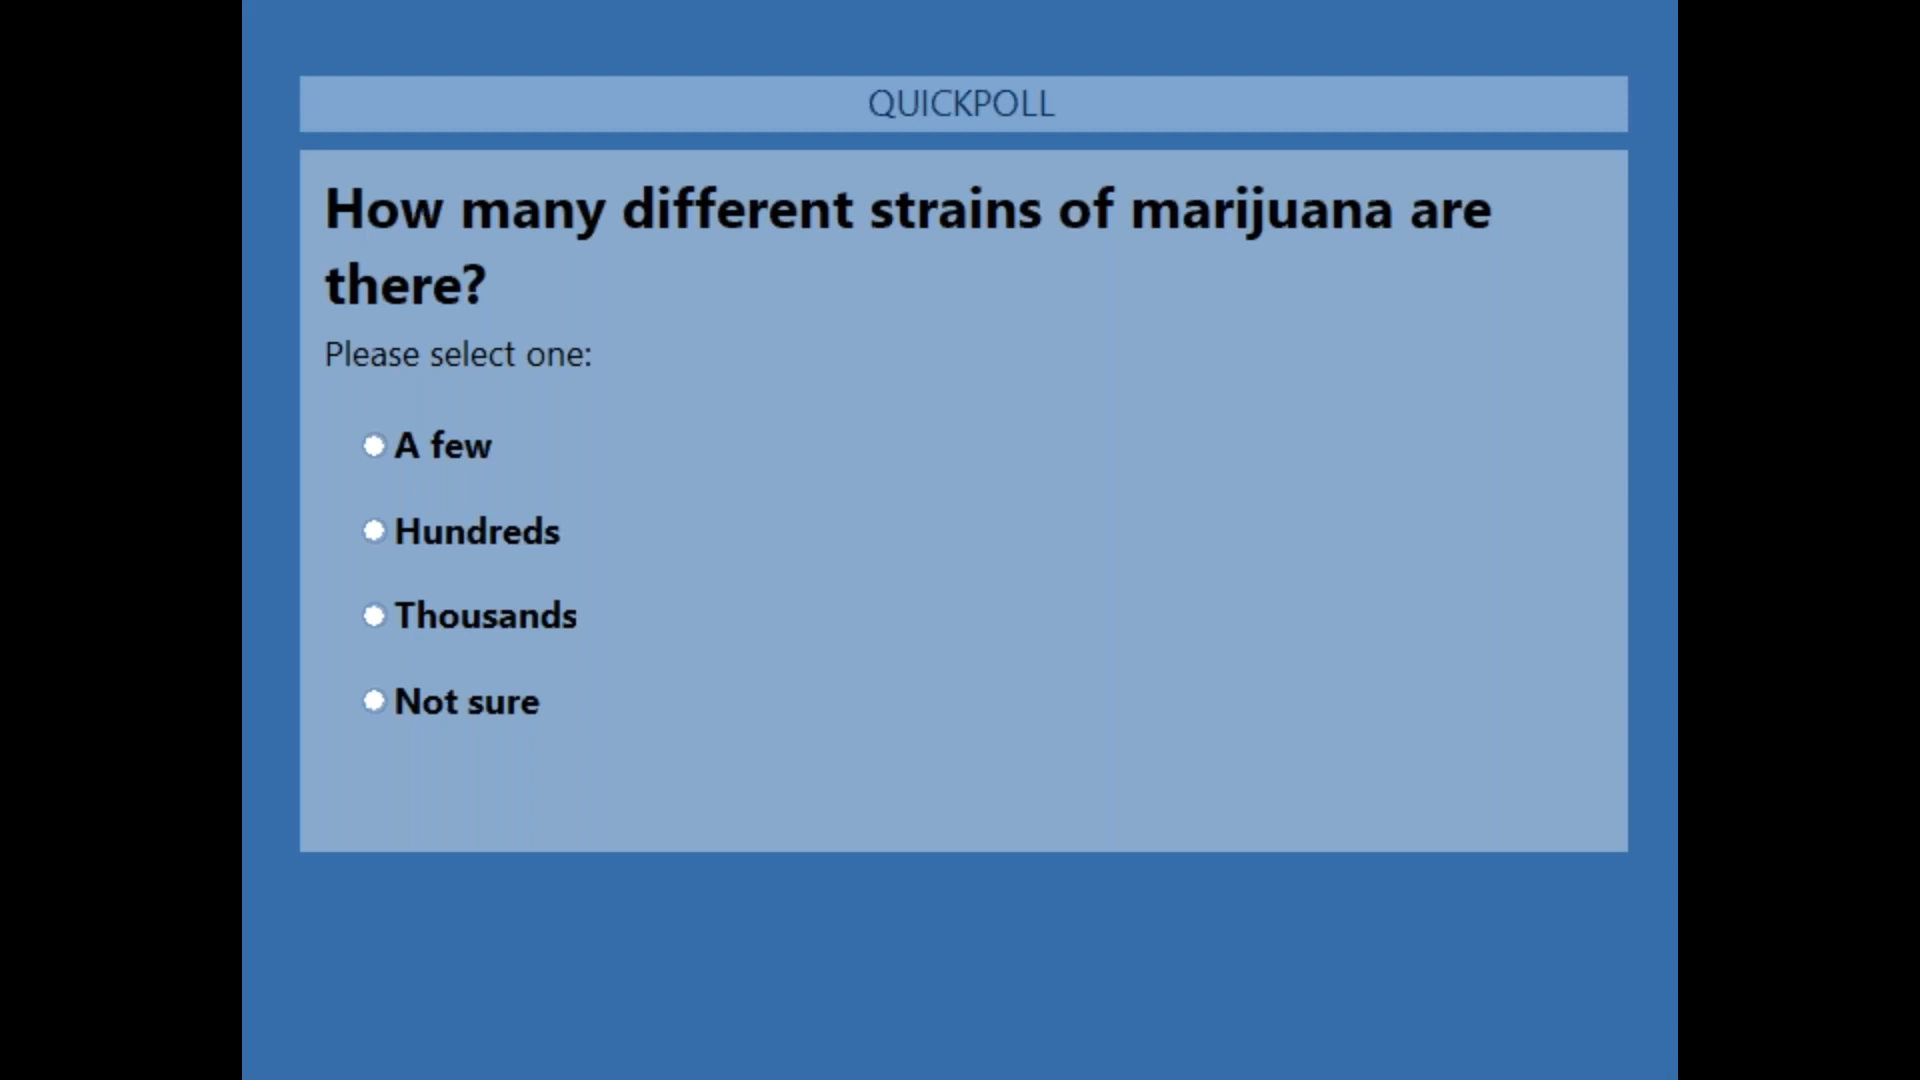 QUICKPOLL
How many different strains of marijuana are
there?
Please select one:
A few
Hundreds
Thousands
Not sure